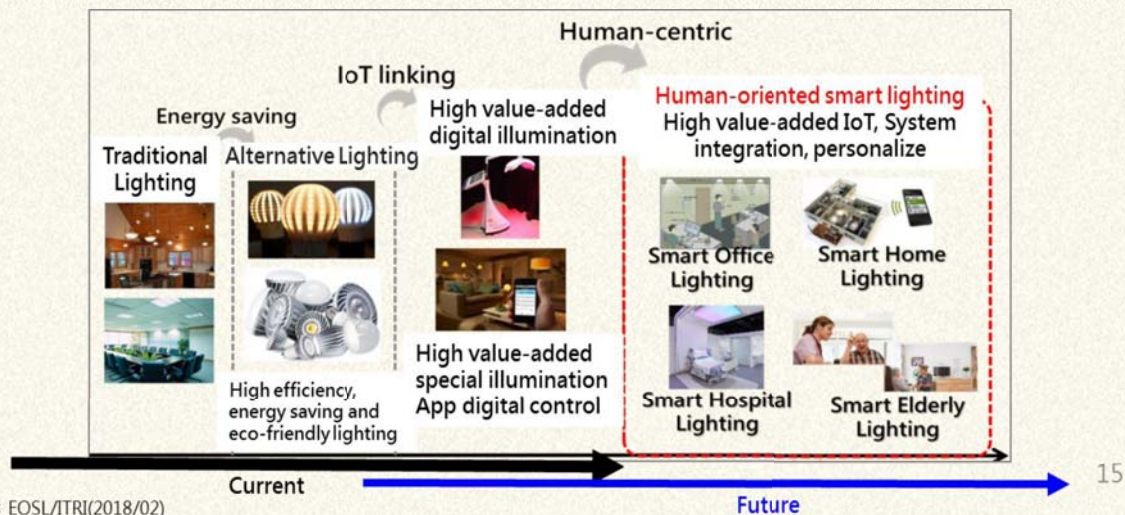 Human-centric
IoT linking
Energy saving
Traditional
Lighting
Alternative Lighting
High efficiency,
energy saving and
eco-friendly lighting
High value-added
digital illumination
High value-added
special illumination
App digital control
Human-oriented smart lighting
High value-added IoT, System
integration, personalize
Smart Office
Lighting
Smart Home
Lighting
Smart Hospital
Lighting
Smart Elderly
Lighting
Current
Future
EOSL/ITRI(2018/02)
15